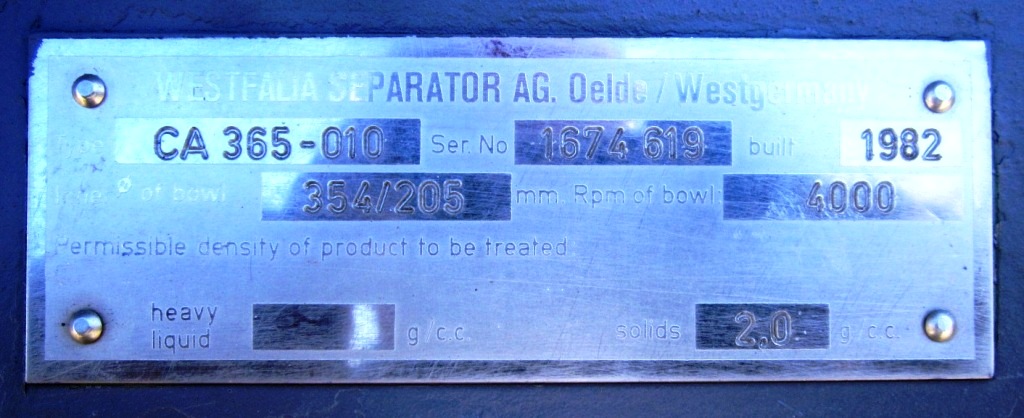 WESTFALIA SEPARATOR AG. Oelde / Westgermany
Type CA 365-010 Ser. No 1674 619 built: 1982
ø of bowl 354/205 mm. Rpm of bowl: 4000
Permissible density of product to be treated:
heavy liquid g/c.c. solids 2,0 g/c.c.